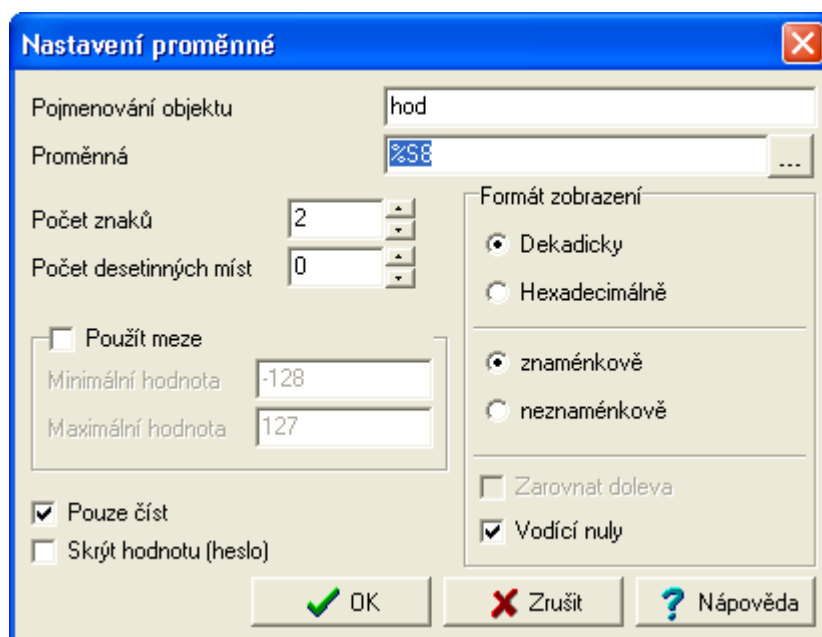 Nastavení proměnné
Pojmenování objektu
hod
Proměnná
%S8
...
Počet znaků
2
Počet desetinných míst
0
Použít meze
Minimální hodnota
-128
Maximální hodnota
127
Pouze číst
Skrýt hodnotu (heslo)
Formát zobrazení
Dekadicky
Hexadecimálně
znaménkově
neznaménkově
Zarovnat doleva
Vodící nuly
OK
Zrušit
Nápověda